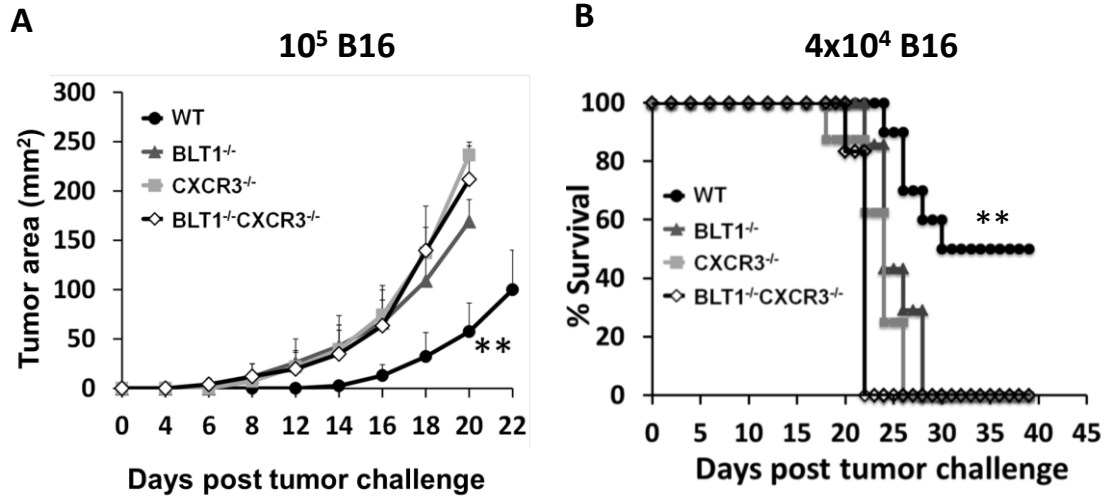 A
10⁵ B16
300
250
200
150
100
50
0
Tumor area (mm²)
WT
BLT1⁻/⁻
CXCR3⁻/⁻
BLT1⁻/⁻CXCR3⁻/⁻
**
0 4 6 8 12 14 16 18 20 22
Days post tumor challenge
B
4x10⁴ B16
100
80
60
40
20
0
% Survival
WT
BLT1⁻/⁻
CXCR3⁻/⁻
BLT1⁻/⁻CXCR3⁻/⁻
**
0 5 10 15 20 25 30 35 40 45
Days post tumor challenge